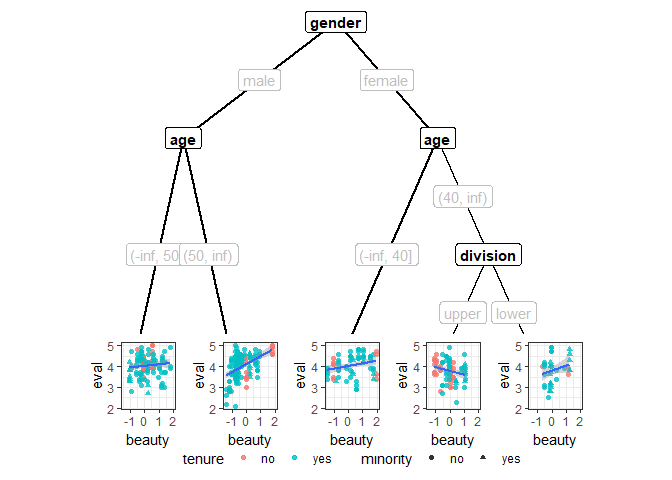 gender
male female
age age
(40, inf)
(-inf, 50 (50, inf) (-inf, 40] division
upper lower
5 5 5 5 5
4 4 4 4 4
3 3 3 3 3
2 2 2 2 2
eval eval eval eval eval
-1 0 1 2 -1 0 1 2 -1 0 1 2 -1 0 1 2 -1 0 1 2
beauty beauty beauty beauty beauty
tenure no yes minority no yes